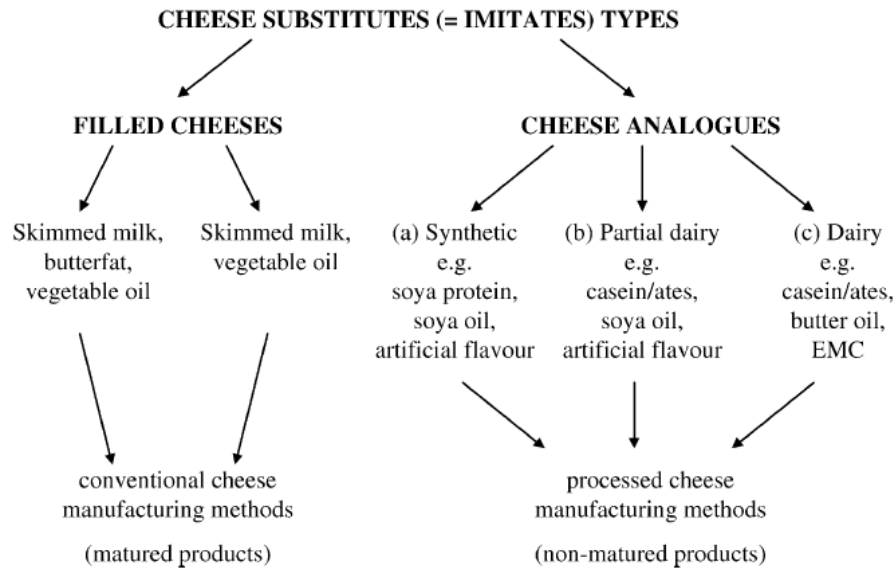 CHEESE SUBSTITUTES (= IMITATES) TYPES
FILLED CHEESES
CHEESE ANALOGUES
Skimmed milk,
butterfat,
vegetable oil
Skimmed milk,
vegetable oil
(a) Synthetic
e.g.
soya protein,
soya oil,
artificial flavour
(b) Partial dairy
e.g.
casein/ates,
soya oil,
artificial flavour
(c) Dairy
e.g.
casein/ates,
butter oil,
EMC
conventional cheese
manufacturing methods
(matured products)
processed cheese
manufacturing methods
(non-matured products)